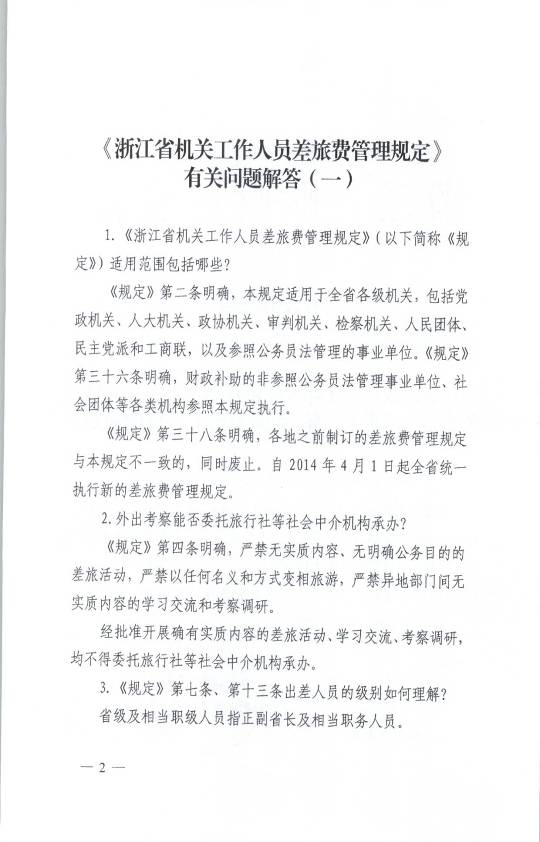 《浙江省机关工作人员差旅费管理规定》
有关问题解答（一）
1.《浙江省机关工作人员差旅费管理规定》（以下简称《规
定》）适用范围包括哪些？
《规定》第二条明确，本规定适用于全省各级机关，包括党
政机关、人大机关、政协机关、审判机关、检察机关、人民团体、
民主党派和工商联，以及参照公务员法管理的事业单位。《规定》
第三十六条明确，财政补助的非参照公务员法管理事业单位、社
会团体等各类机构参照本规定执行。
《规定》第三十八条明确，各地之前制订的差旅费管理规定
与本规定不一致的，同时废止。自 2014 年 4 月 1 日起全省统一
执行新的差旅费管理规定。
2.外出考察能否委托旅行社等社会中介机构承办？
《规定》第四条明确，严禁无实质内容、无明确公务目的的
差旅活动，严禁以任何名义和方式变相旅游，严禁异地部门间无
实质内容的学习交流和考察调研。
经批准开展确有实质内容的差旅活动、学习交流、考察调研，
均不得委托旅行社等社会中介机构承办。
3.《规定》第七条、第十三条出差人员的级别如何理解？
省级及相当职级人员指正副省长及相当职务人员。
— 2 —